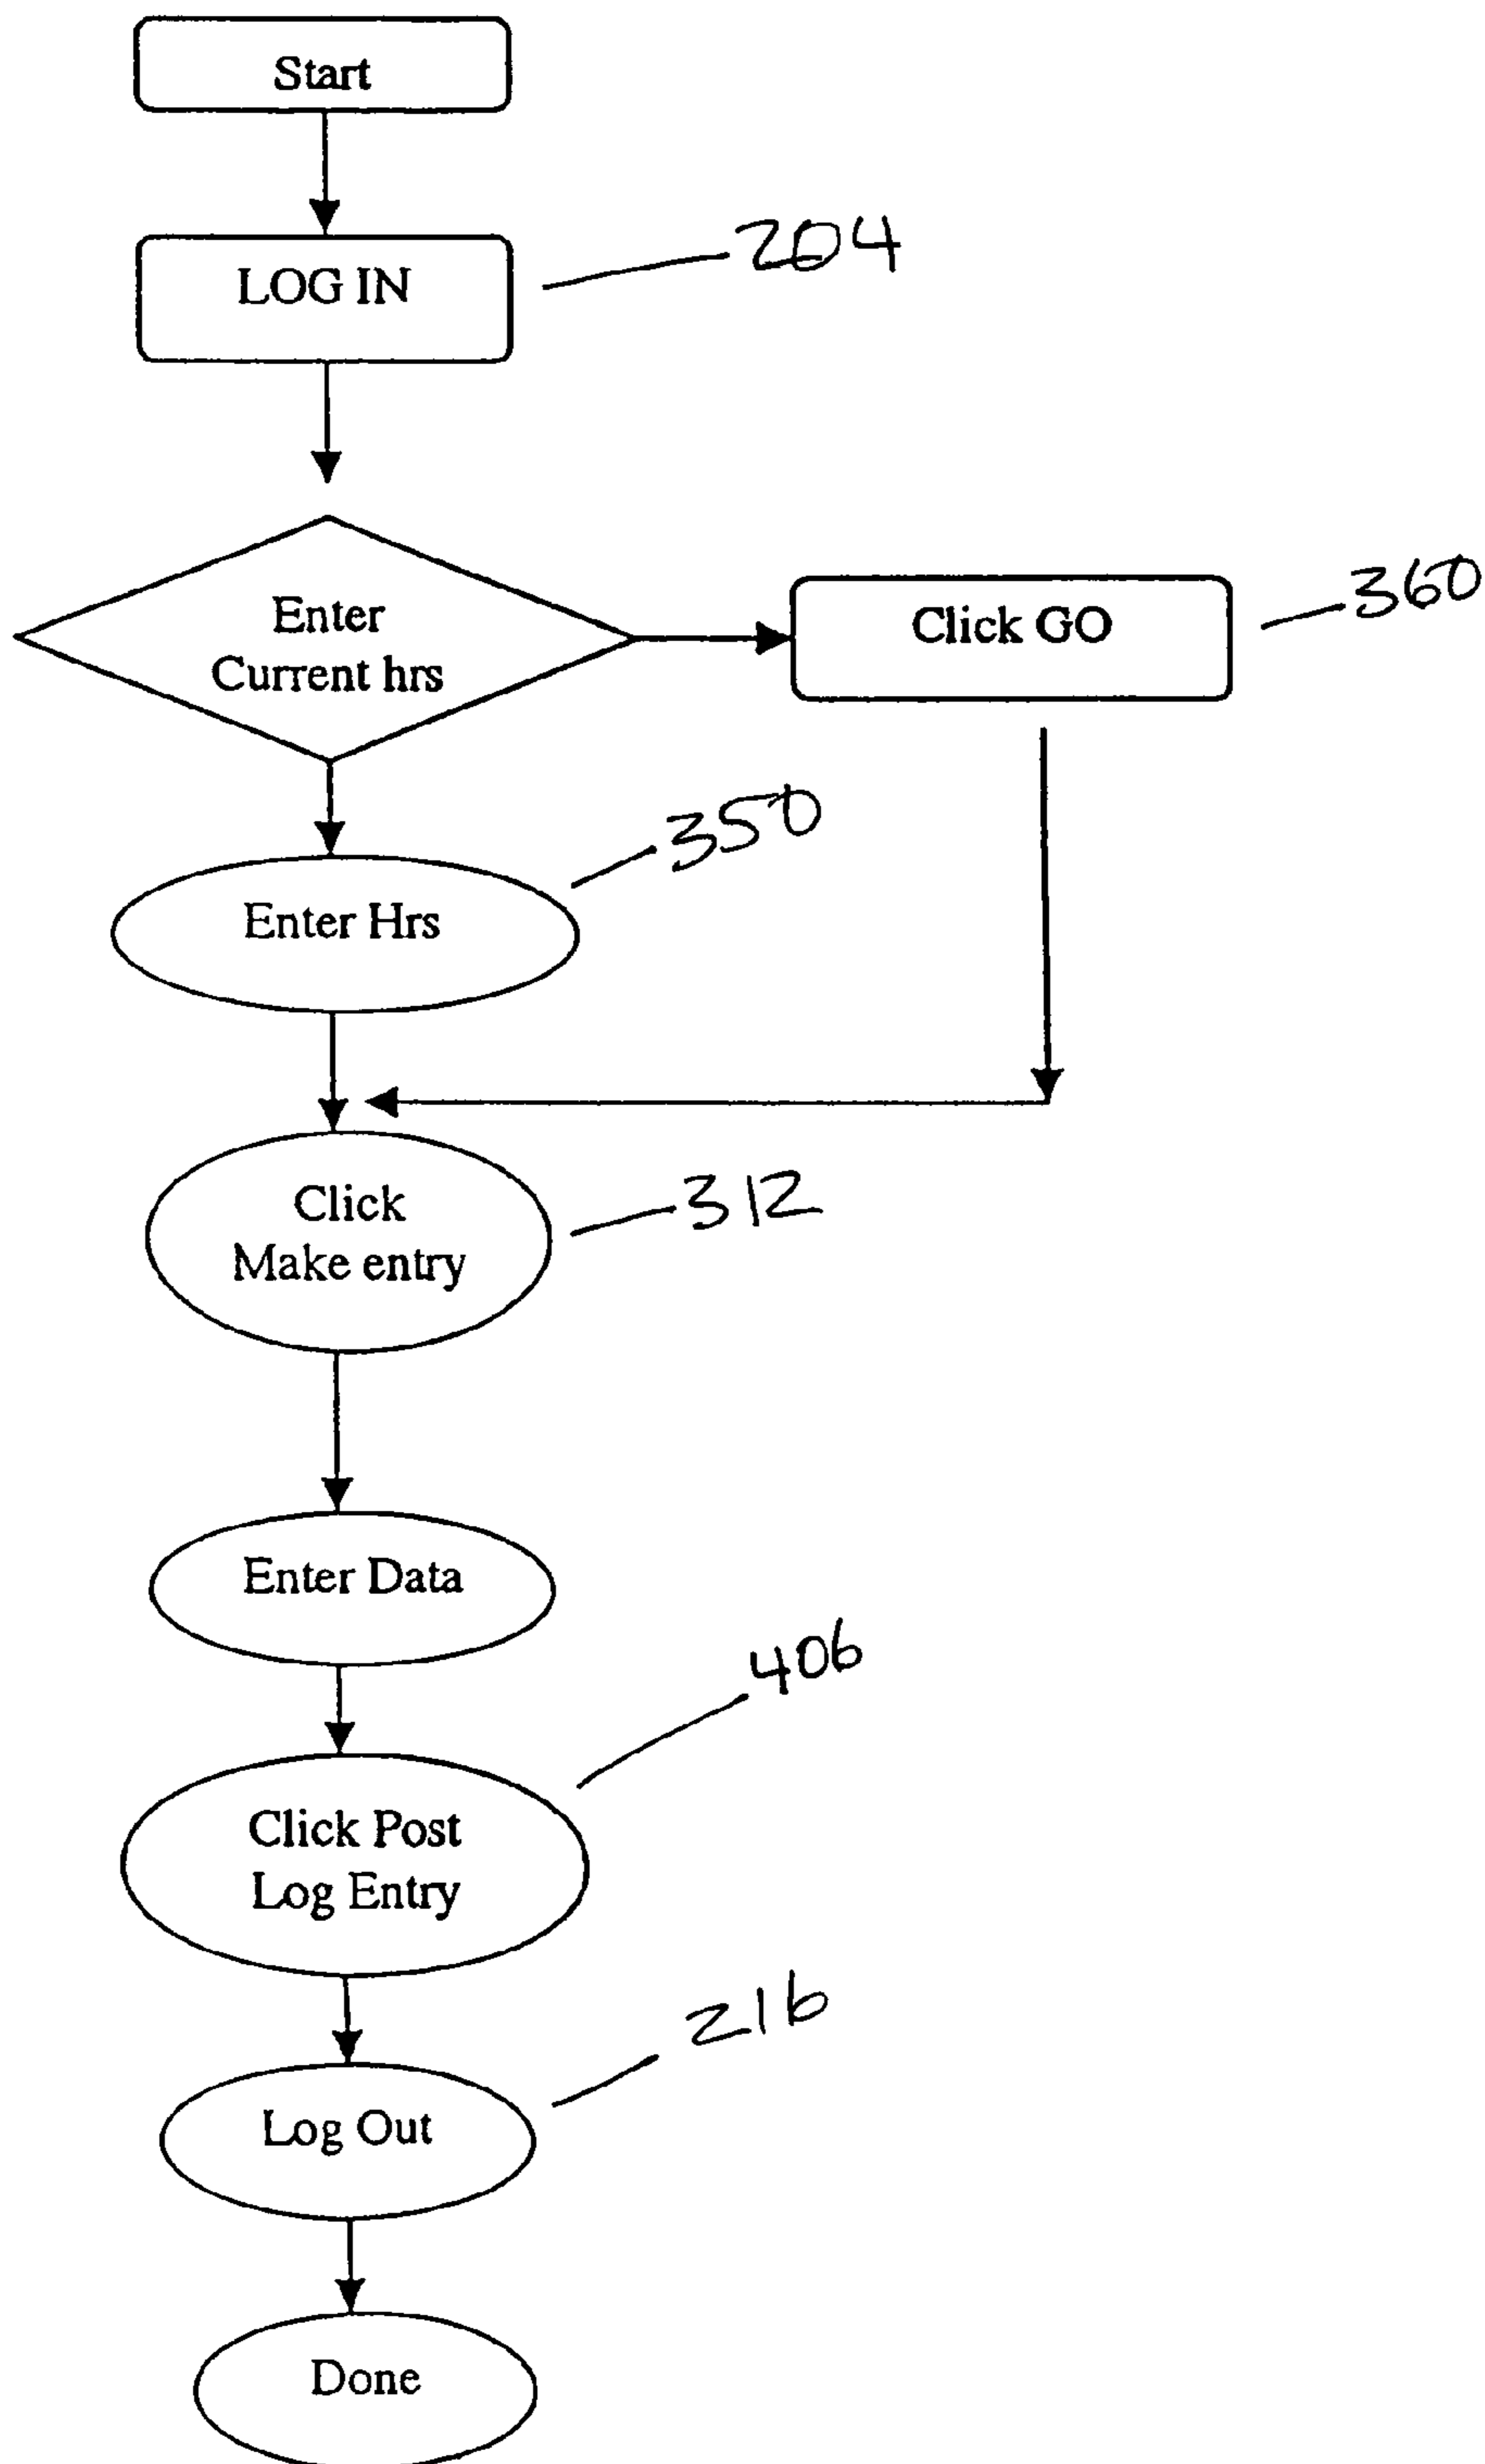 Start
LOG IN
204
Enter
Current hrs
Click GO
360
350
Enter Hrs
312
Click
Make entry
Enter Data
406
Click Post
Log Entry
216
Log Out
Done